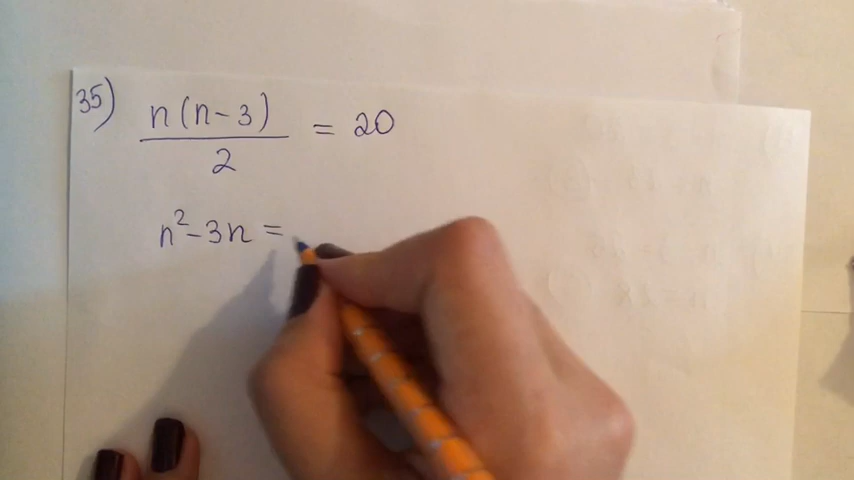 35) n(n-3)/2 = 20
n²-3n =